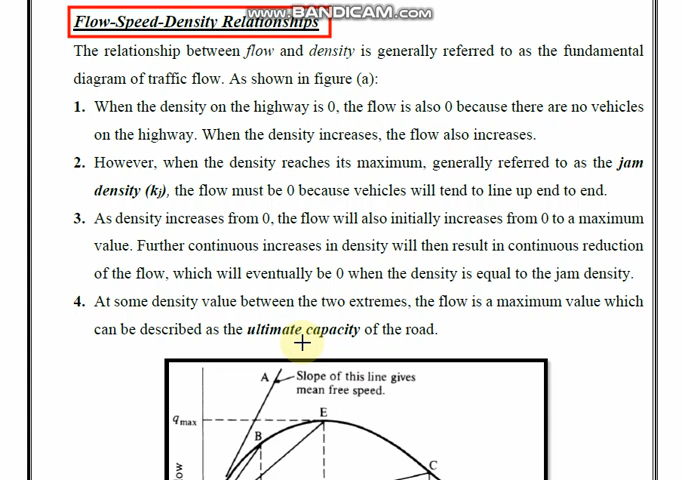 www.BANDICAM.com
Flow-Speed-Density Relationships
The relationship between flow and density is generally referred to as the fundamental
diagram of traffic flow. As shown in figure (a):
1. When the density on the highway is 0, the flow is also 0 because there are no vehicles
on the highway. When the density increases, the flow also increases.
2. However, when the density reaches its maximum, generally referred to as the jam
density (kj), the flow must be 0 because vehicles will tend to line up end to end.
3. As density increases from 0, the flow will also initially increases from 0 to a maximum
value. Further continuous increases in density will then result in continuous reduction
of the flow, which will eventually be 0 when the density is equal to the jam density.
4. At some density value between the two extremes, the flow is a maximum value which
can be described as the ultimate capacity of the road.
A
Slope of this line gives
mean free speed.
qmax
E
B
C